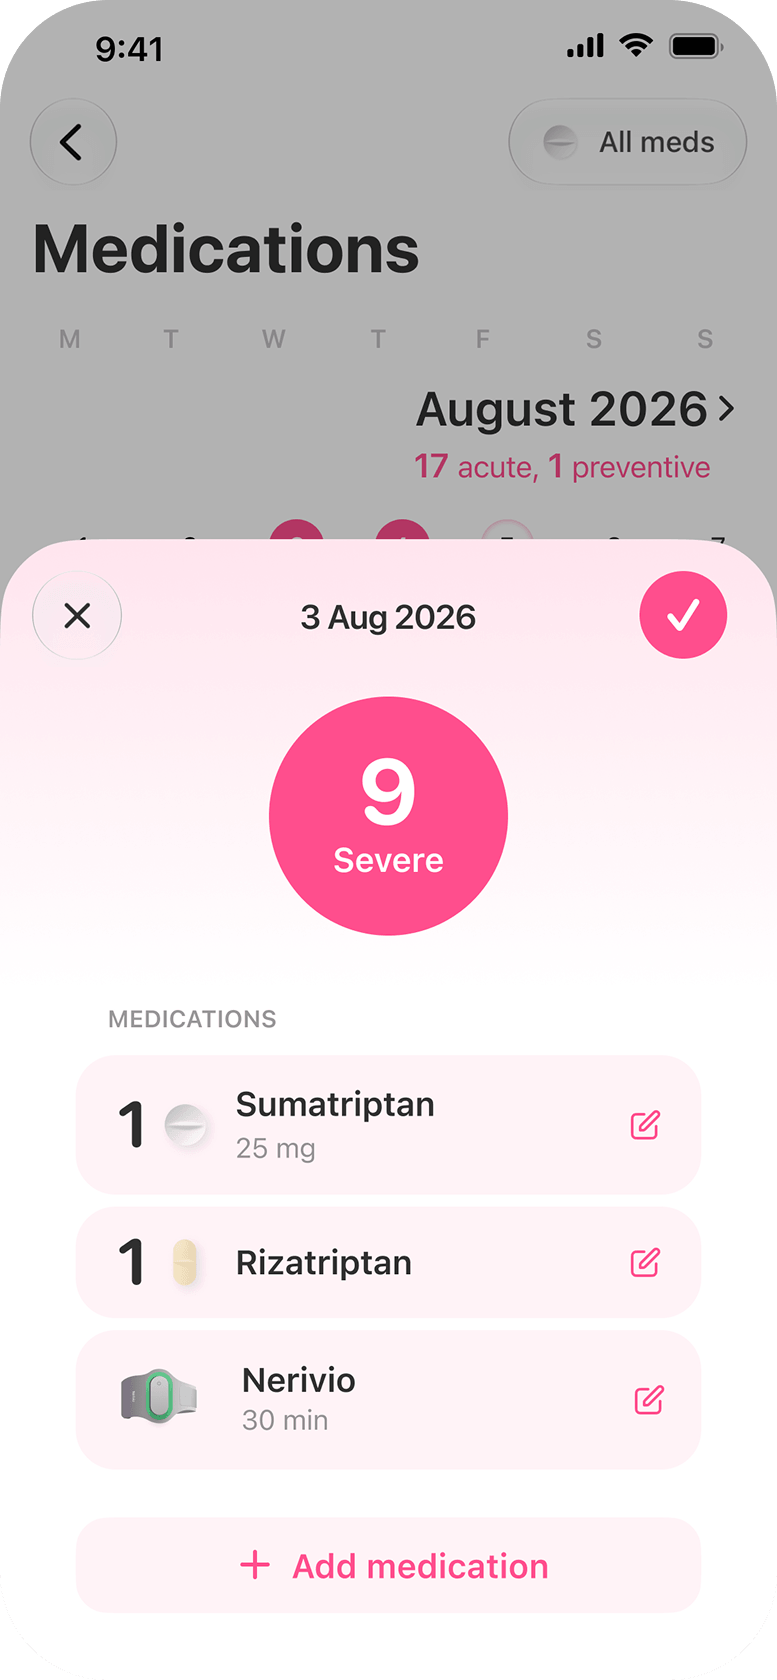 9:41
All meds
Medications
M T W T F S S
August 2026
17 acute, 1 preventive
3 Aug 2026
9
Severe
MEDICATIONS
1 Sumatriptan
25 mg
1 Rizatriptan
Nerivio
30 min
+ Add medication